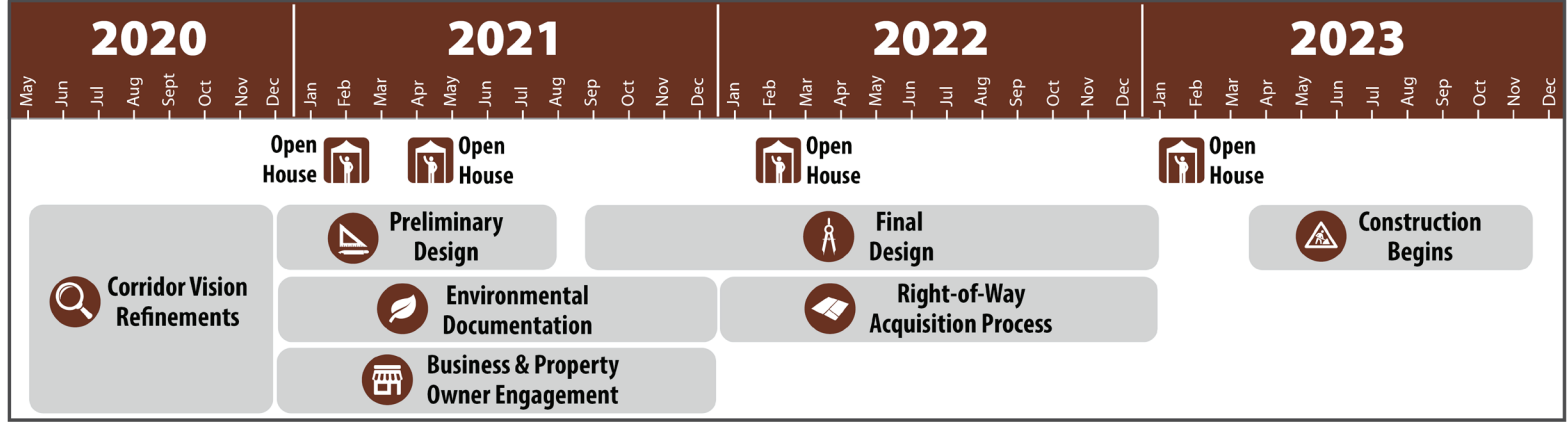 2020 2021 2022 2023
May Jun Jul Aug Sept Oct Nov Dec Jan Feb Mar Apr May Jun Jul Aug Sep Oct Nov Dec Jan Feb Mar Apr May Jun Jul Aug Sep Oct Nov Dec Jan Feb Mar Apr May Jun Jul Aug Sep Oct Nov Dec
Open
House
Open
House
Open
House
Open
House
Corridor Vision
Refinements
Preliminary
Design
Final
Design
Construction
Begins
Environmental
Documentation
Right-of-Way
Acquisition Process
Business & Property
Owner Engagement